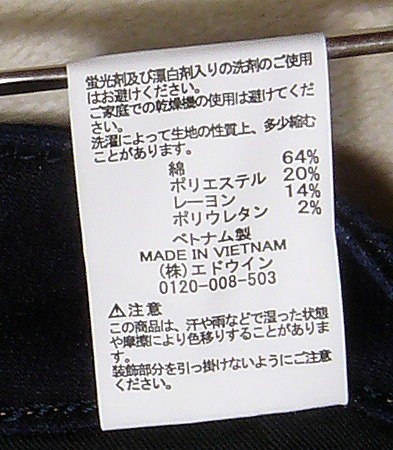 蛍光剤及び漂白剤入りの洗剤のご使用
はお避けください。
ご家庭での乾燥機の使用は避けてくだ
さい。
洗濯によって生地の性質上、多少縮む
ことがあります。
綿 64%
ポリエステル 20%
レーヨン 14%
ポリウレタン 2%
ベトナム製
MADE IN VIETNAM
(株)エドウイン
0120-008-503
⚠注意
この商品は、汗や雨などで湿った状態
や摩擦により色移りすることがありま
す。
装飾部分を引っ掛けないようにご注意
ください。